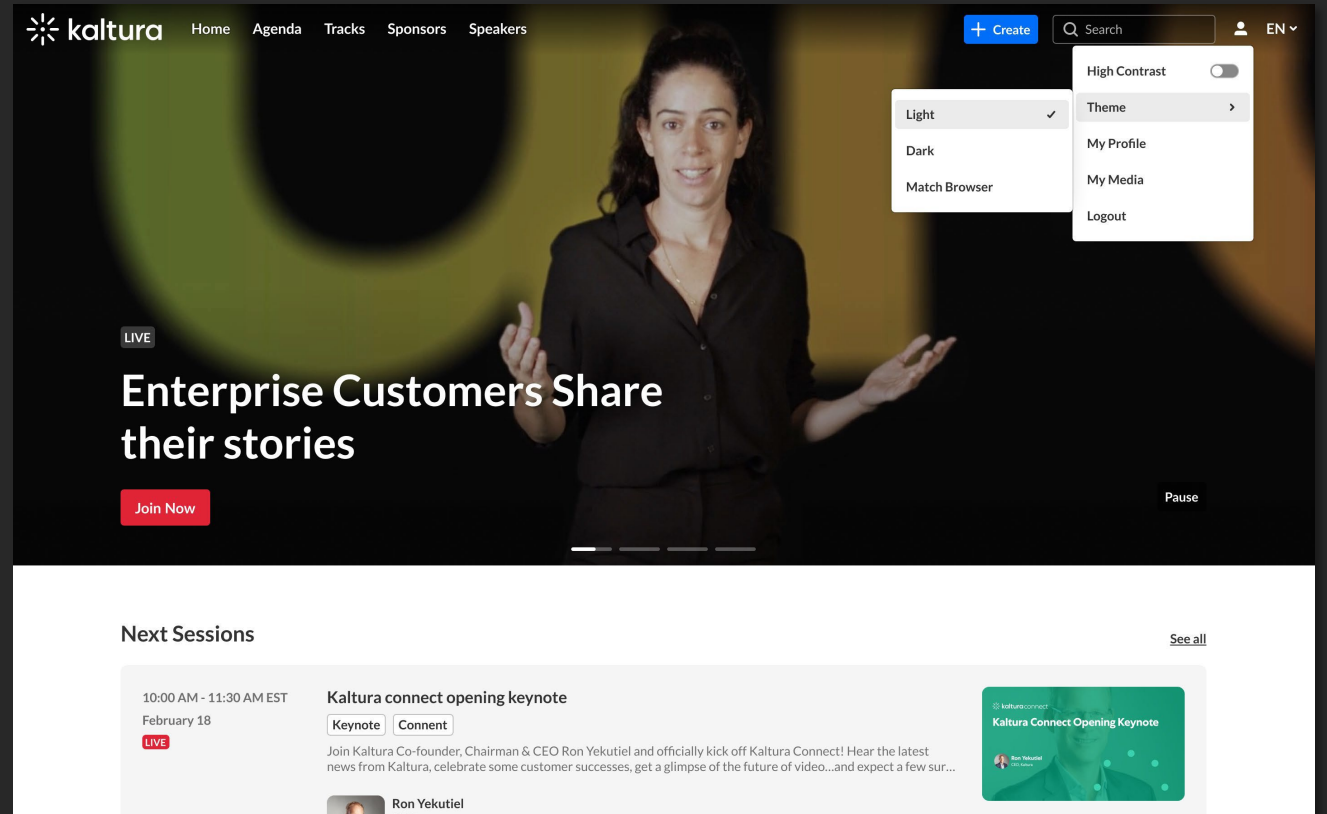 kaltura
Home
Agenda
Tracks
Sponsors
Speakers
Create
Search
EN
High Contrast
Theme
My Profile
My Media
Logout
Light
Dark
Match Browser
LIVE
Enterprise Customers Share
their stories
Join Now
Pause
Next Sessions
See all
10:00 AM - 11:30 AM EST
February 18
LIVE
Kaltura connect opening keynote
Keynote
Connent
Join Kaltura Co-founder, Chairman & CEO Ron Yekutiel and officially kick off Kaltura Connect! Hear the latest
news from Kaltura, celebrate some customer successes, get a glimpse of the future of video...and expect a few sur...
Ron Yekutiel
kaltura connect
Kaltura Connect Opening Keynote
Ron Yekutiel